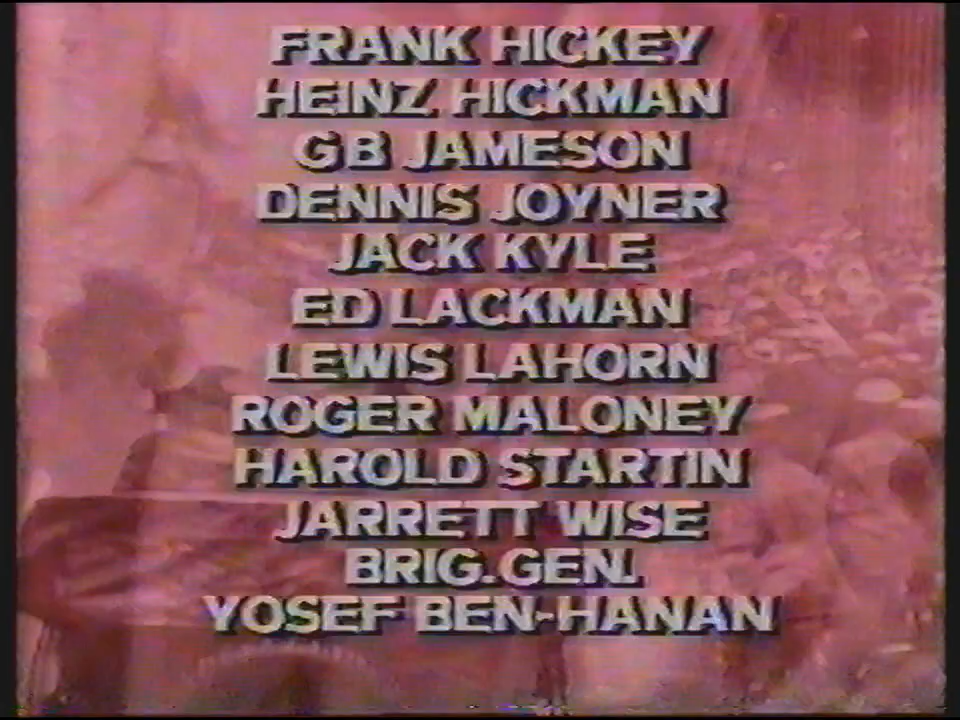 FRANK HICKEY
HEINZ HICKMAN
GB JAMESON
DENNIS JOYNER
JACK KYLE
ED LACKMAN
LEWIS LAHORN
ROGER MALONEY
HAROLD STARTIN
JARRETT WISE
BRIG. GEN.
YOSEF BEN-HANAN